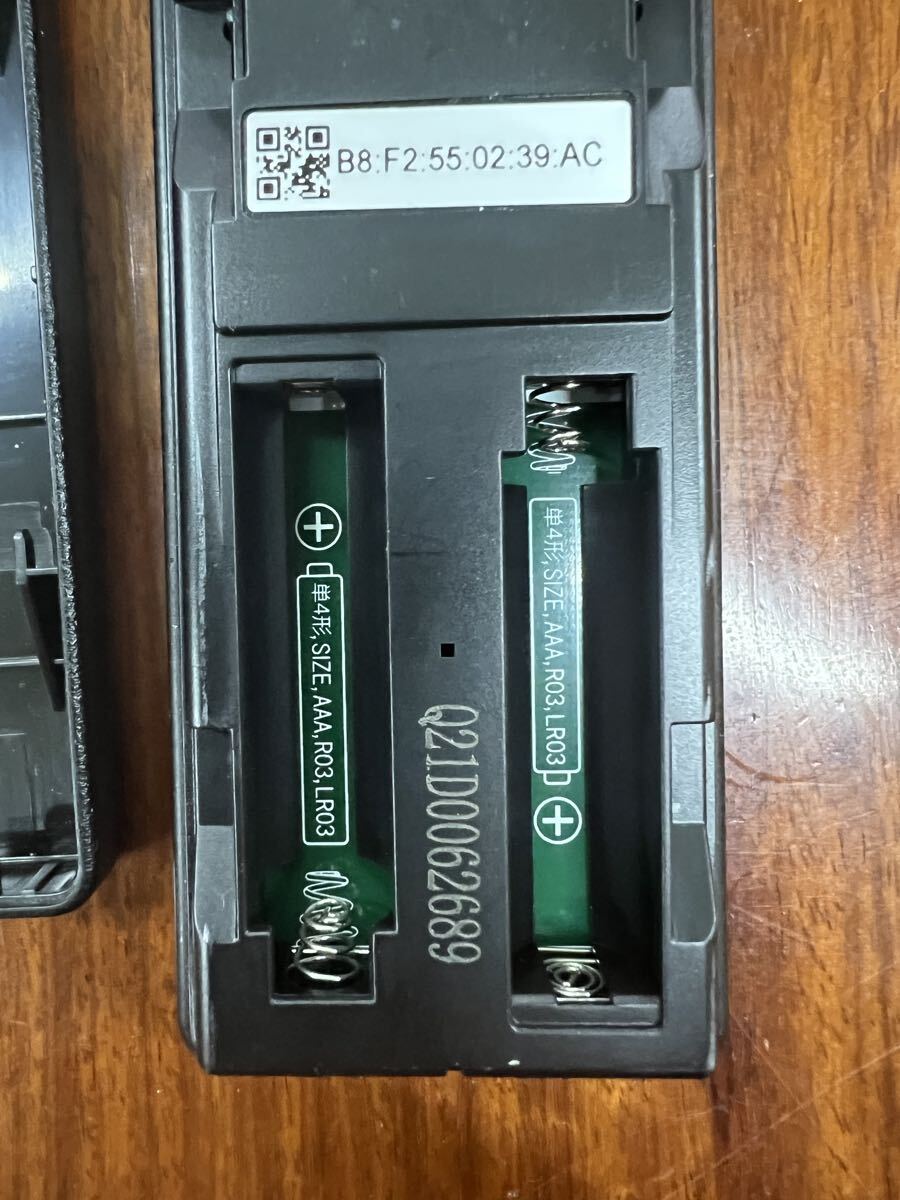 B8:F2:55:02:39:AC
+
単4形,SIZE,AAA,R03,LR03
Q21D0062689
単4形,SIZE,AAA,R03,LR03
+